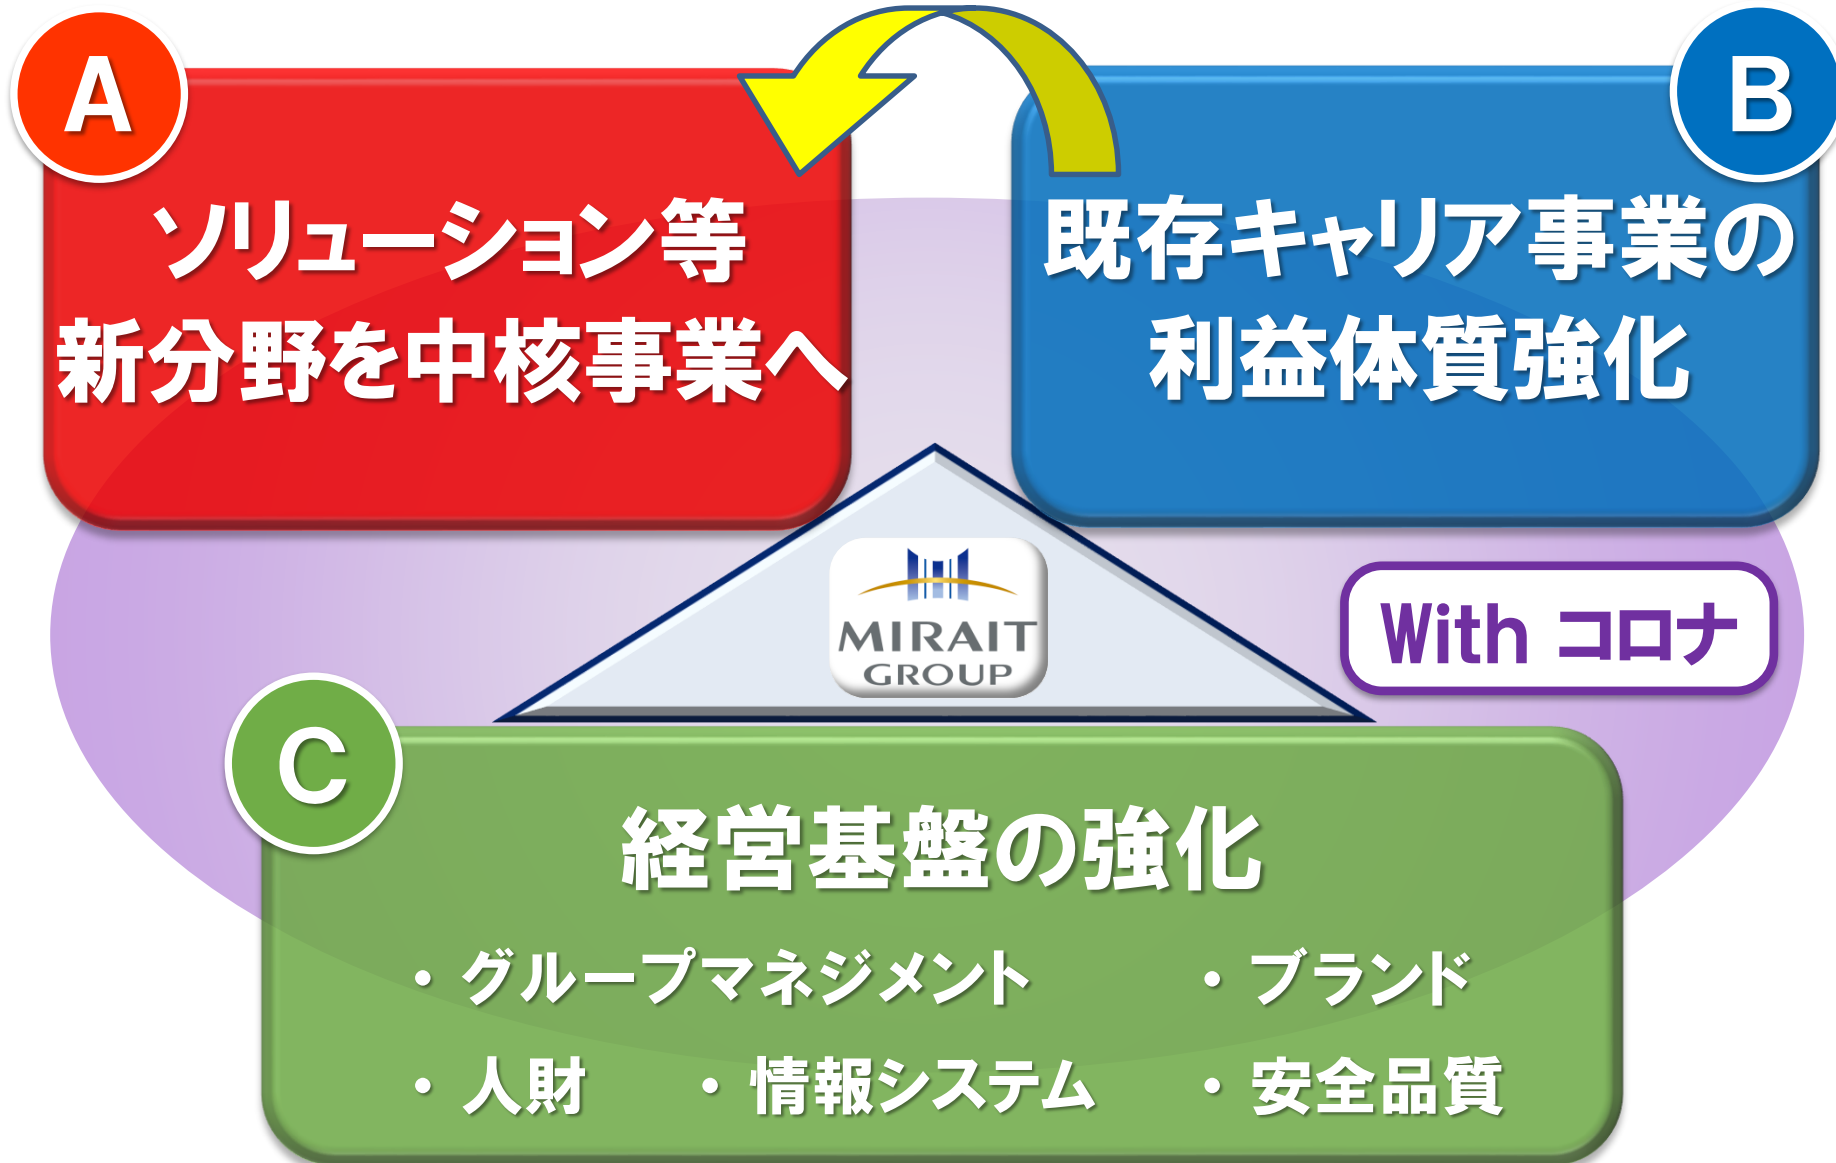 A
ソリューション等
新分野を中核事業へ
B
既存キャリア事業の
利益体質強化
MIRAIT
GROUP
With コロナ
C
経営基盤の強化
・グループマネジメント ・ブランド
・人財 ・情報システム ・安全品質